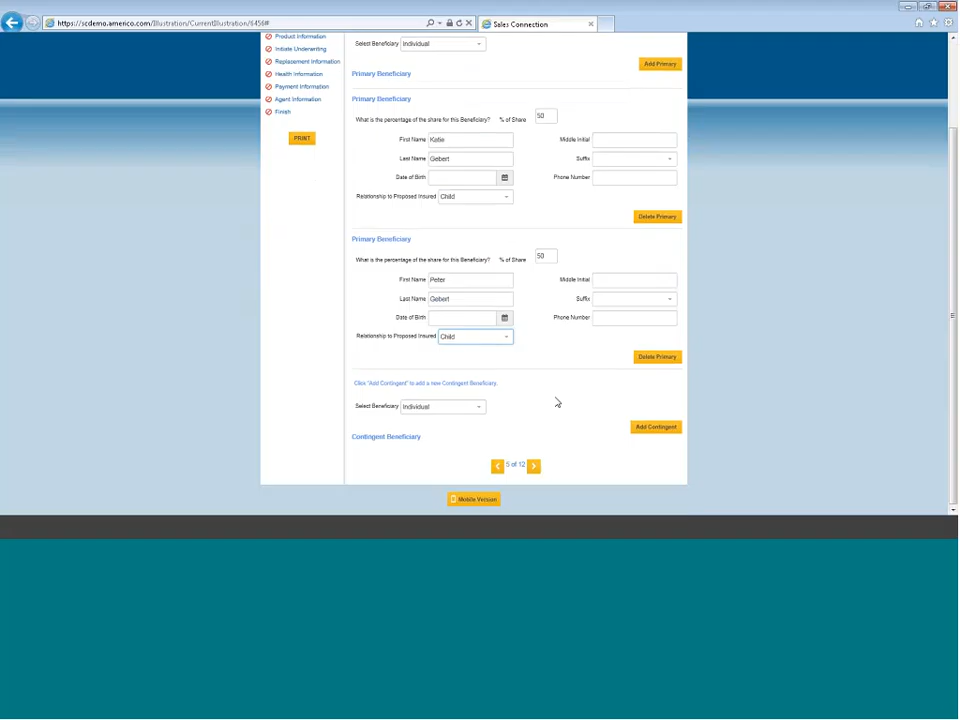 https://scdemo.americo.com/Illustration/CurrentIllustration/6456#
Sales Connection
Product Information
Initiate Underwriting
Replacement Information
Health Information
Payment Information
Agent Information
Finish
PRINT
Select Beneficiary Individual
Add Primary
Primary Beneficiary
Primary Beneficiary
What is the percentage of the share for this Beneficiary? % of Share 50
First Name Katie Middle Initial
Last Name Gebert Suffix
Date of Birth Phone Number
Relationship to Proposed Insured Child
Delete Primary
Primary Beneficiary
What is the percentage of the share for this Beneficiary? % of Share 50
First Name Peter Middle Initial
Last Name Gebert Suffix
Date of Birth Phone Number
Relationship to Proposed Insured Child
Delete Primary
Click "Add Contingent" to add a new Contingent Beneficiary.
Select Beneficiary Individual
Add Contingent
Contingent Beneficiary
5 of 12
Mobile Version